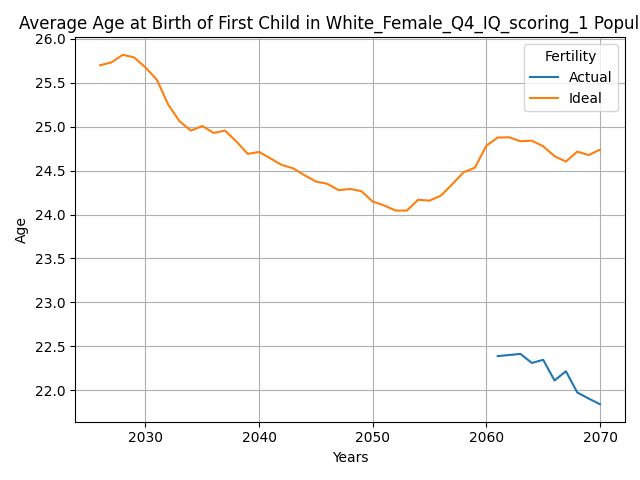 Average Age at Birth of First Child in White_Female_Q4_IQ_scoring_1 Popul
26.0
25.5
25.0
24.5
24.0
23.5
23.0
22.5
22.0
Age
Fertility
Actual
Ideal
2030 2040 2050 2060 2070
Years